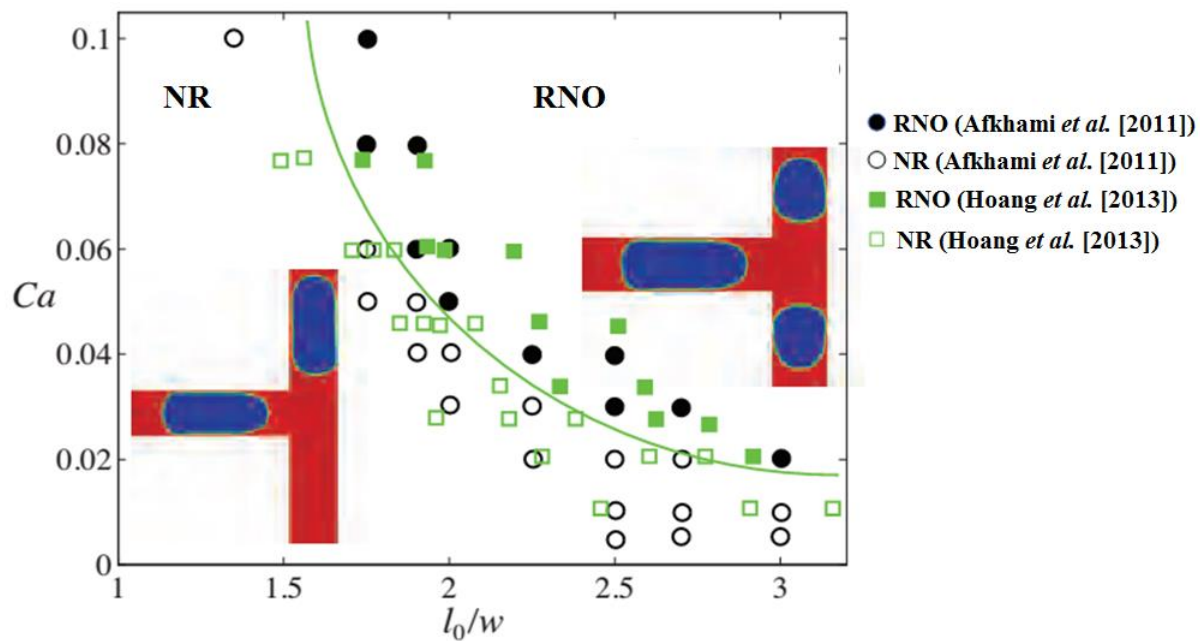 0.1
0.08
0.06
0.04
0.02
0
Ca
1
1.5
2
2.5
3
l₀/w
NR
RNO
RNO (Afkhami et al. [2011])
NR (Afkhami et al. [2011])
RNO (Hoang et al. [2013])
NR (Hoang et al. [2013])